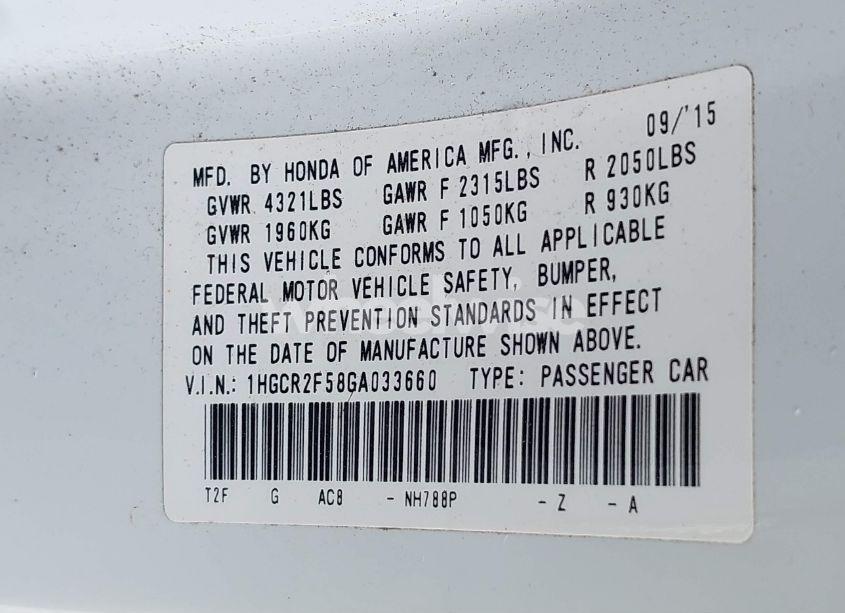 MFD. BY HONDA OF AMERICA MFG., INC. 09/'15
GVWR 4321LBS GAWR F 2315LBS R 2050LBS
GVWR 1960KG GAWR F 1050KG R 930KG
THIS VEHICLE CONFORMS TO ALL APPLICABLE
FEDERAL MOTOR VEHICLE SAFETY, BUMPER,
AND THEFT PREVENTION STANDARDS IN EFFECT
ON THE DATE OF MANUFACTURE SHOWN ABOVE.
V.I.N.: 1HGCR2F58GA033660 TYPE: PASSENGER CAR
T2F G AC8 - NH788P - Z - A